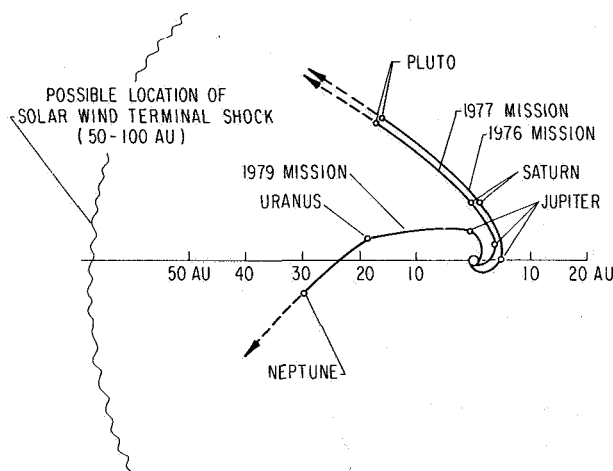 PLUTO
POSSIBLE LOCATION OF
SOLAR WIND TERMINAL SHOCK
(50-100 AU)
1977 MISSION
1976 MISSION
1979 MISSION
SATURN
URANUS
JUPITER
50 AU 40 30 20 10 10 20 AU
NEPTUNE